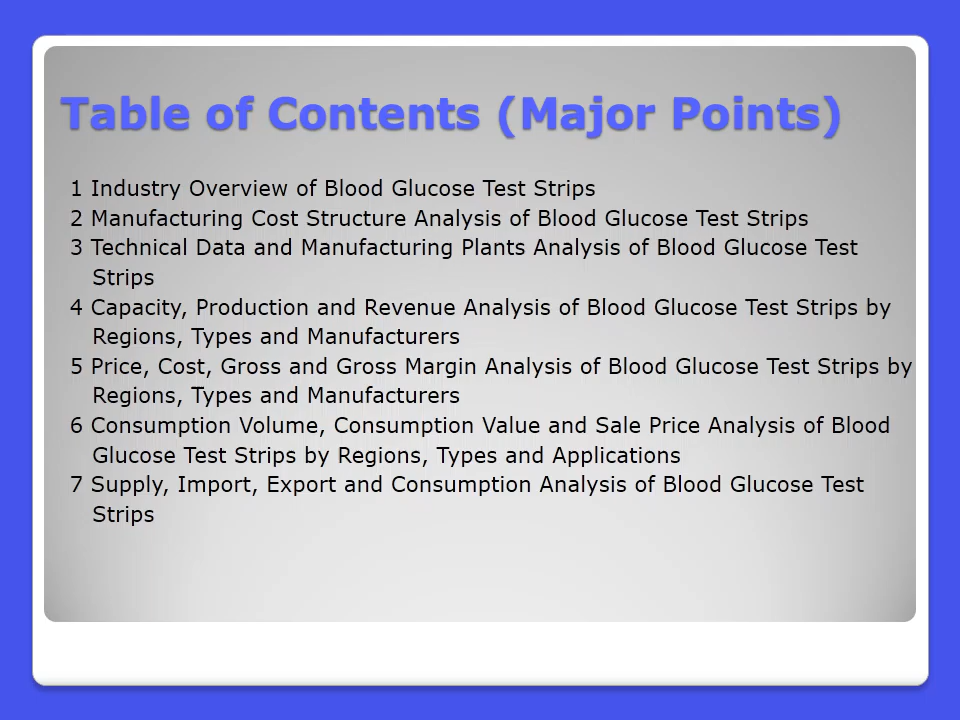 Table of Contents (Major Points)
1 Industry Overview of Blood Glucose Test Strips
2 Manufacturing Cost Structure Analysis of Blood Glucose Test Strips
3 Technical Data and Manufacturing Plants Analysis of Blood Glucose Test
Strips
4 Capacity, Production and Revenue Analysis of Blood Glucose Test Strips by
Regions, Types and Manufacturers
5 Price, Cost, Gross and Gross Margin Analysis of Blood Glucose Test Strips by
Regions, Types and Manufacturers
6 Consumption Volume, Consumption Value and Sale Price Analysis of Blood
Glucose Test Strips by Regions, Types and Applications
7 Supply, Import, Export and Consumption Analysis of Blood Glucose Test
Strips